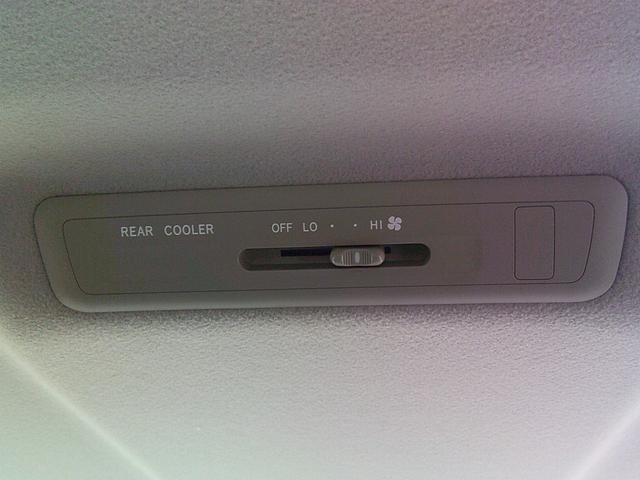 REAR COOLER OFF LO · · HI